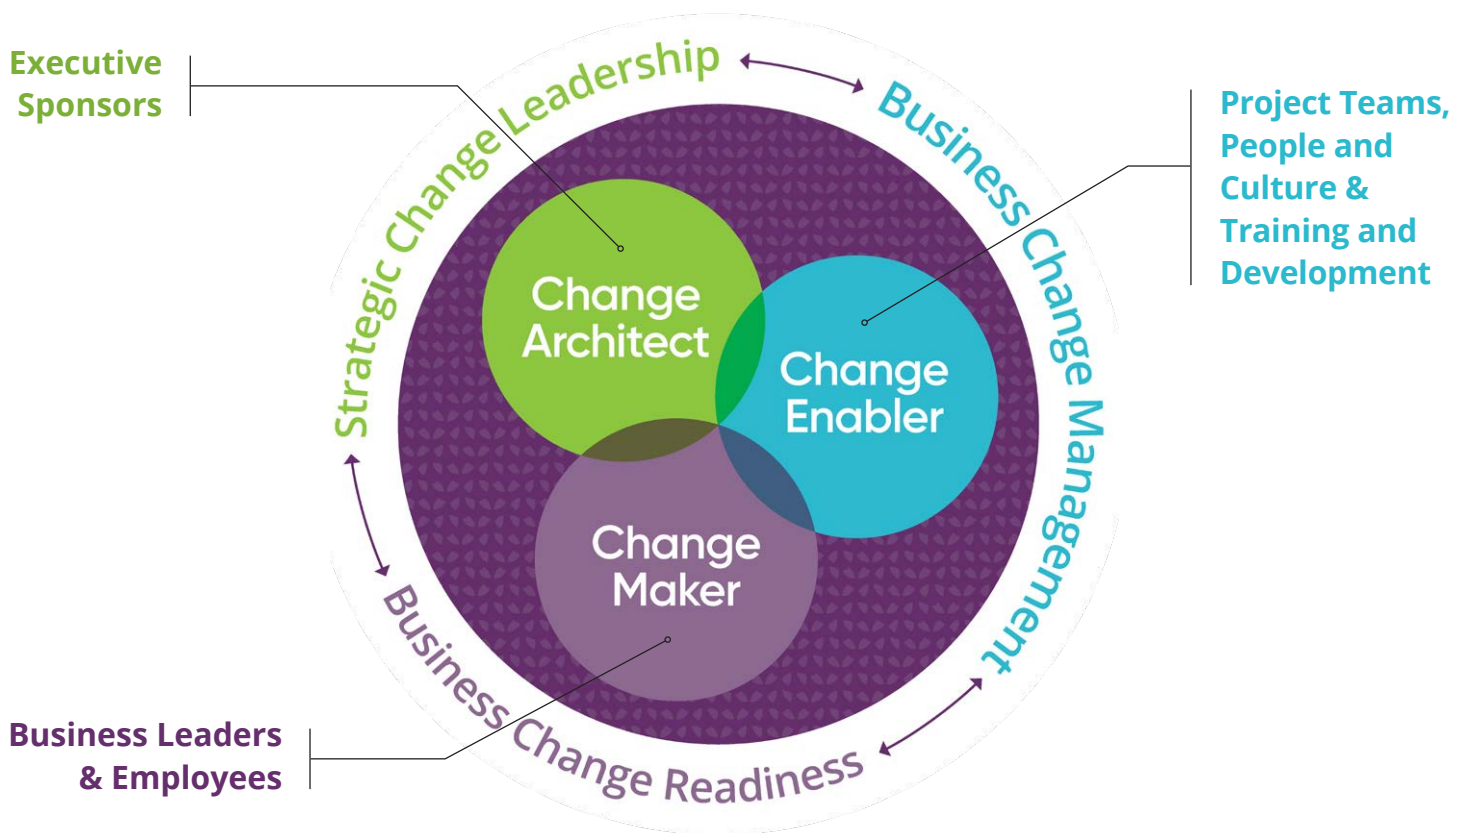 Executive
Sponsors
Strategic Change Leadership
Business Change Management
Project Teams,
People and
Culture &
Training and
Development
Change
Architect
Change
Enabler
Change
Maker
Business Leaders
& Employees
Business Change Readiness